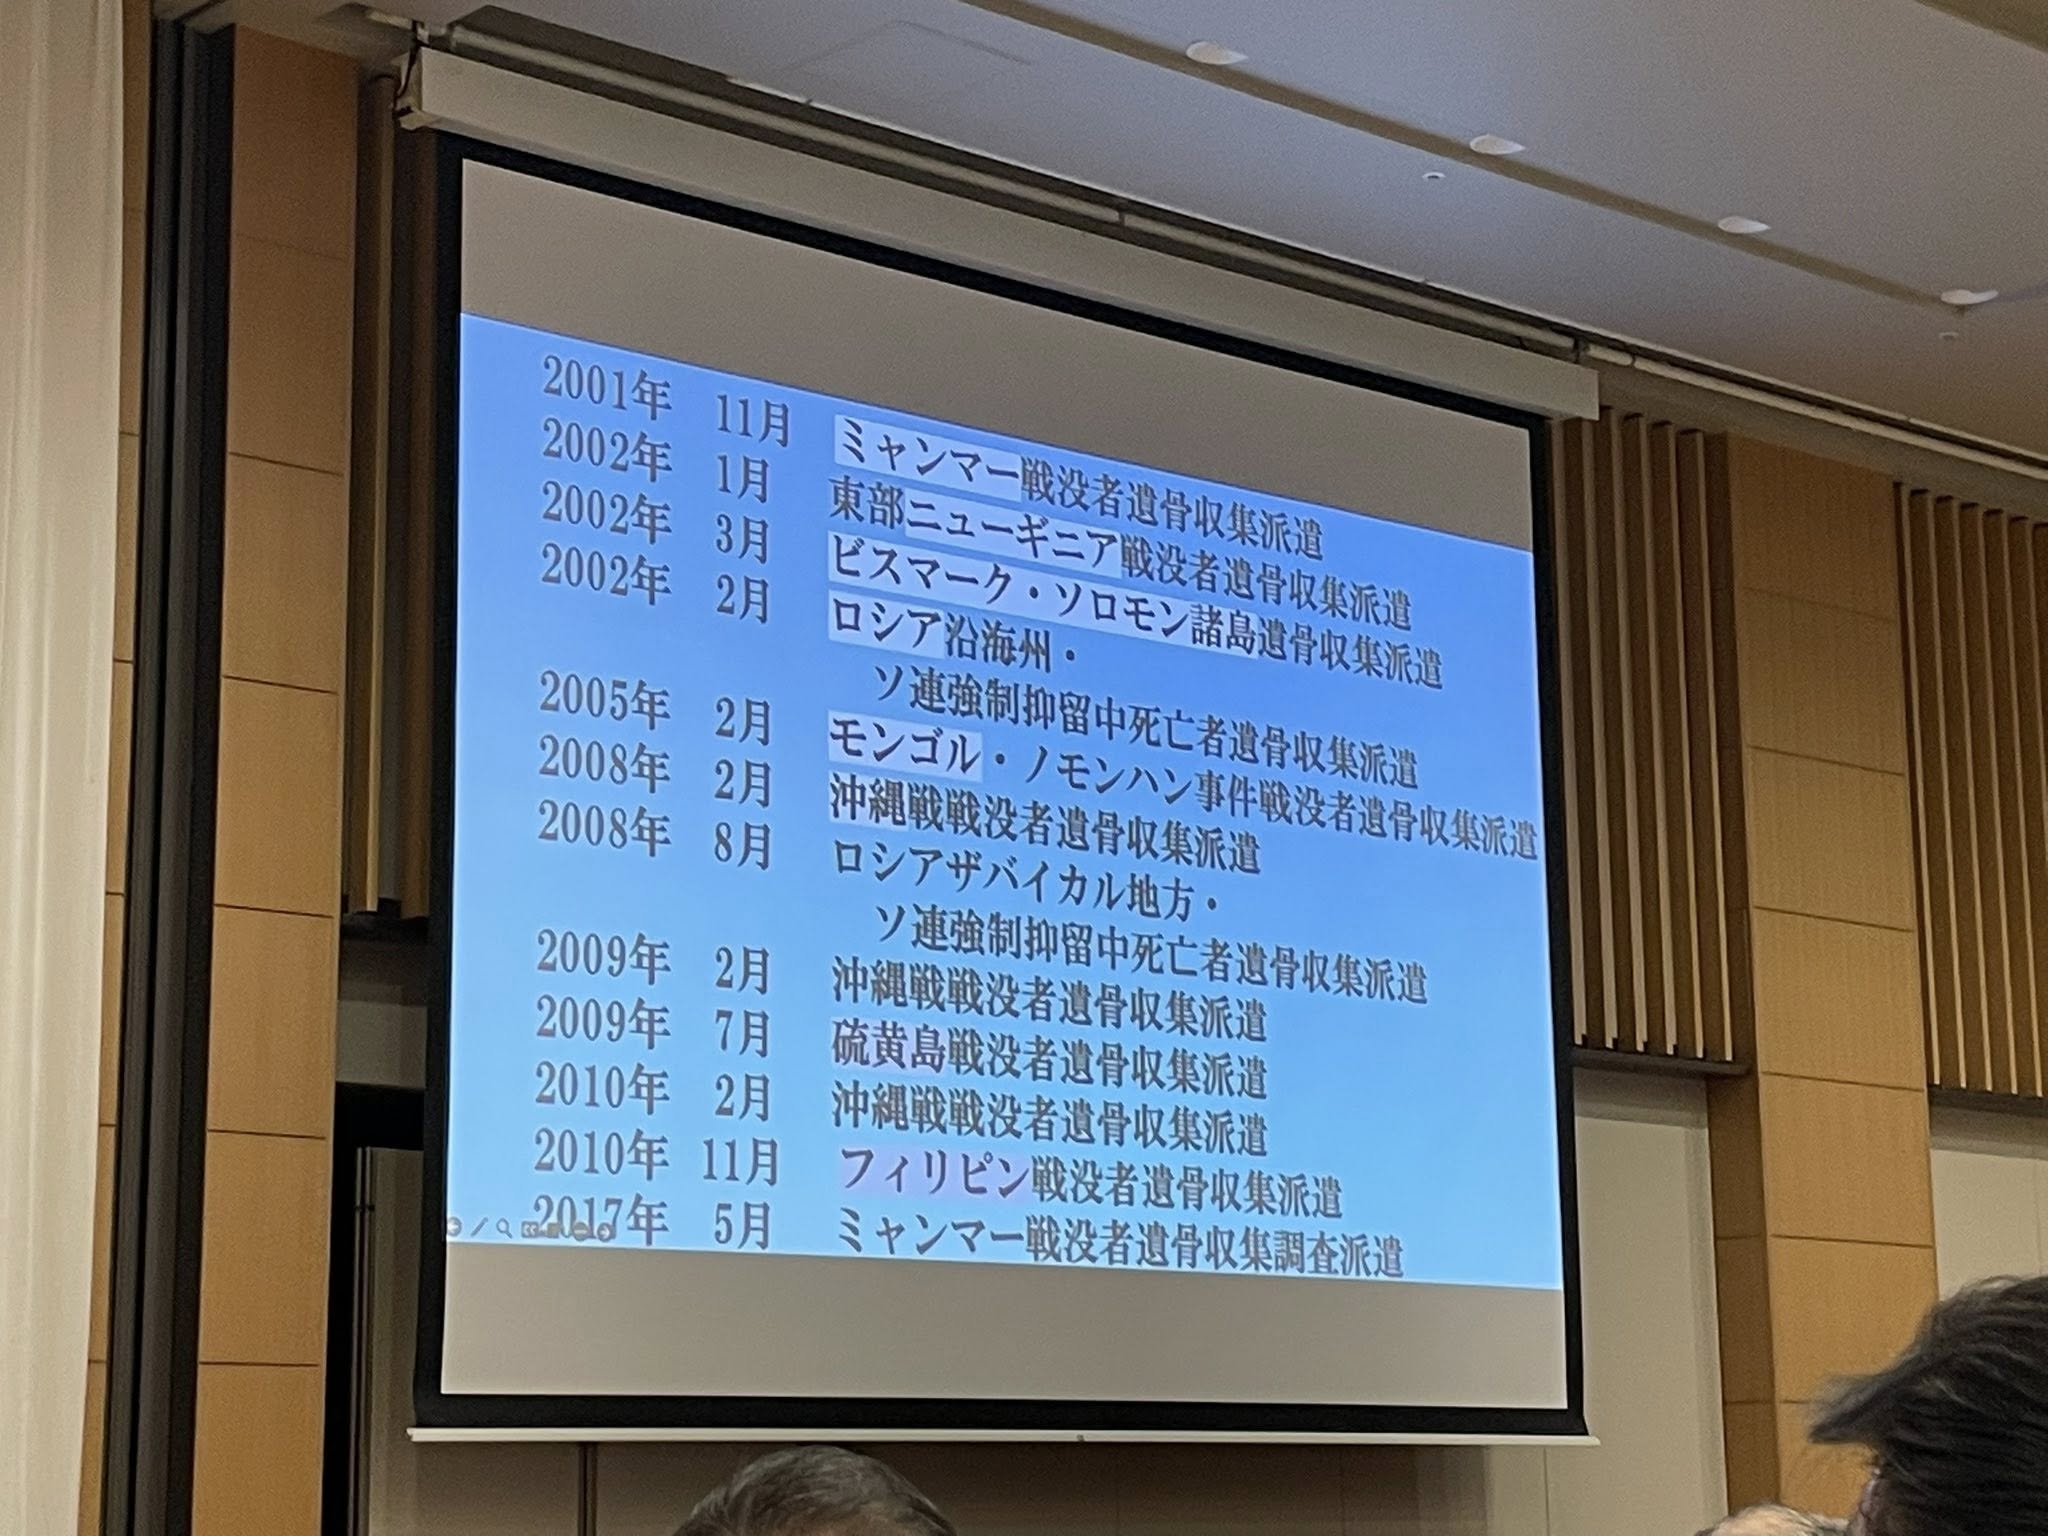 2001年 11月 ミャンマー戦没者遺骨収集派遣
2002年 1月 東部ニューギニア戦没者遺骨収集派遣
2002年 3月 ビスマーク・ソロモン諸島遺骨収集派遣
2002年 2月 ロシア沿海州・
ソ連強制抑留中死亡者遺骨収集派遣
2005年 2月 モンゴル・ノモンハン事件戦没者遺骨収集派遣
2008年 2月 沖縄戦戦没者遺骨収集派遣
2008年 8月 ロシアザバイカル地方・
ソ連強制抑留中死亡者遺骨収集派遣
2009年 2月 沖縄戦戦没者遺骨収集派遣
2009年 7月 硫黄島戦没者遺骨収集派遣
2010年 2月 沖縄戦戦没者遺骨収集派遣
2010年 11月 フィリピン戦没者遺骨収集派遣
2017年 5月 ミャンマー戦没者遺骨収集調査派遣